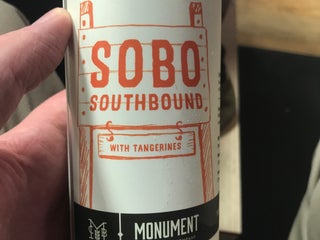 SOBO
SOUTHBOUND
WITH TANGERINES
MONUMENT